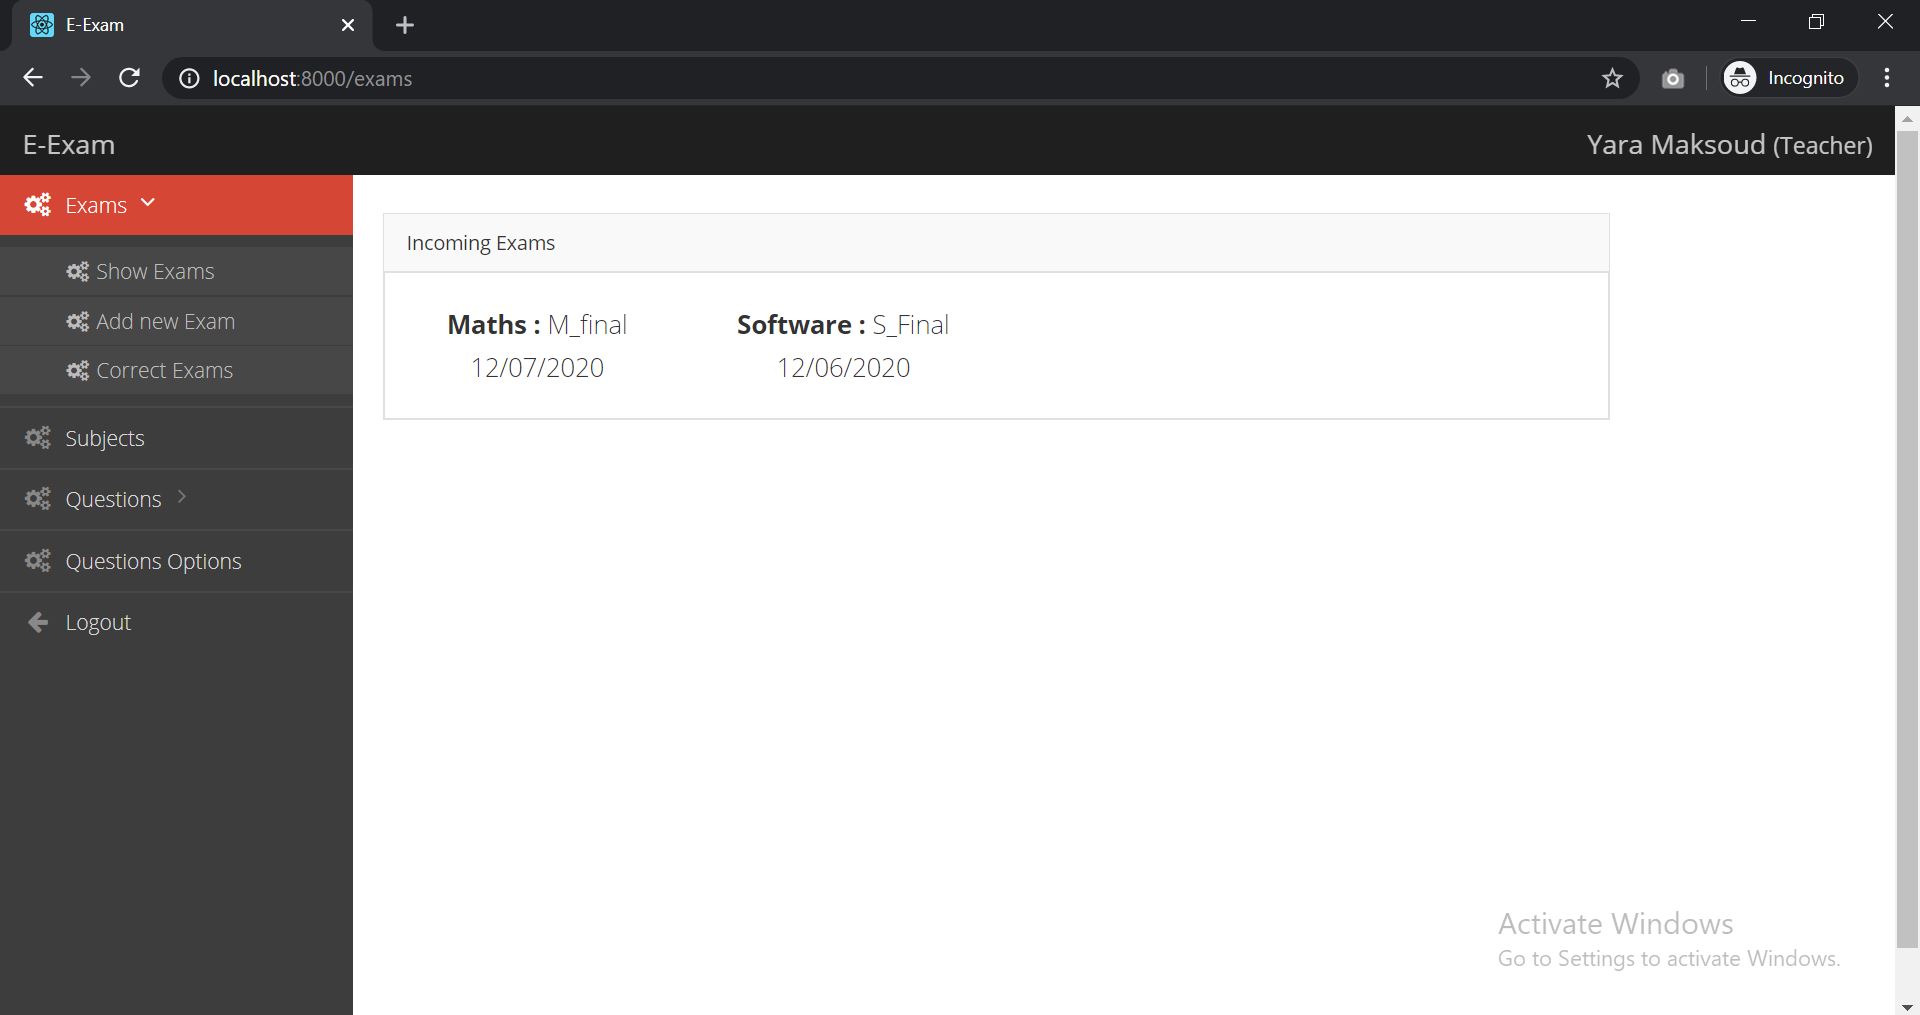 E-Exam
localhost:8000/exams
Incognito
E-Exam
Yara Maksoud (Teacher)
Exams
Show Exams
Add new Exam
Correct Exams
Subjects
Questions
Questions Options
Logout
Incoming Exams
Maths : M_final
12/07/2020
Software : S_Final
12/06/2020
Activate Windows
Go to Settings to activate Windows.